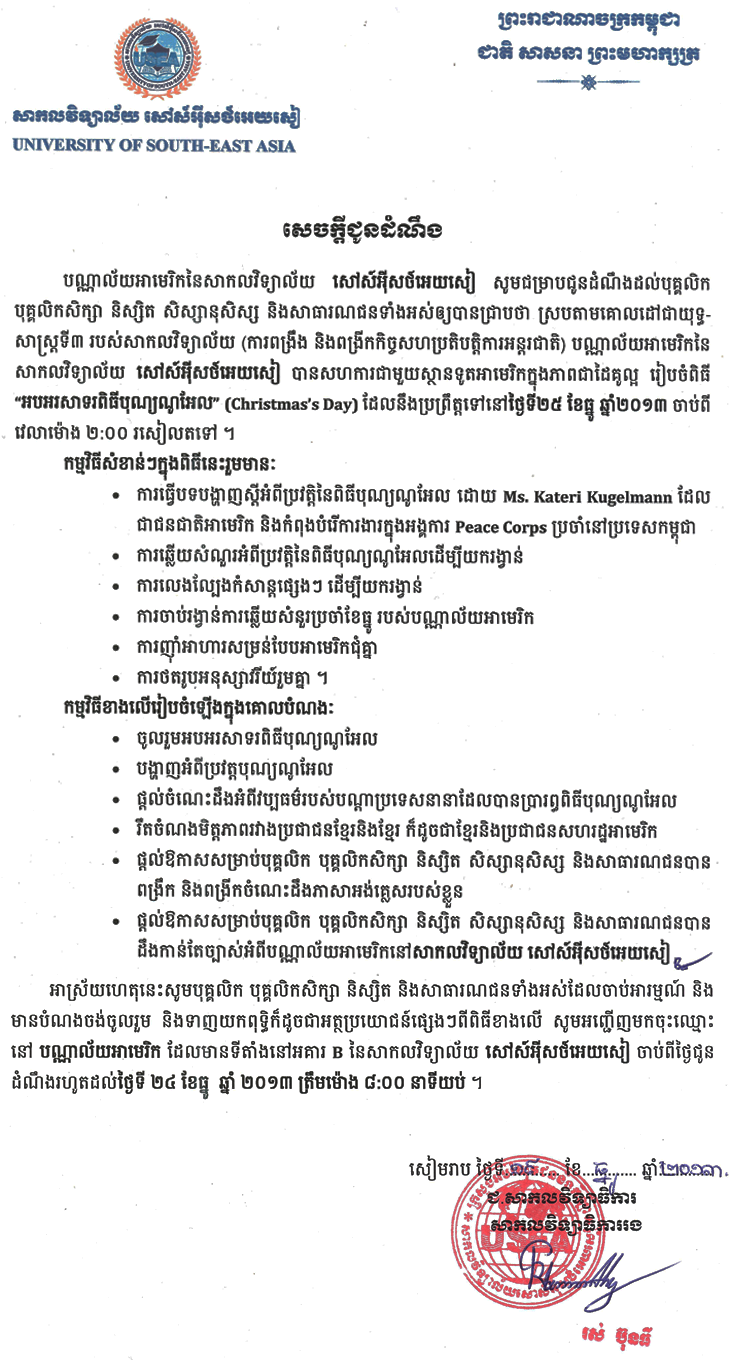 ព្រះរាជាណាចក្រកម្ពុជា
ជាតិ សាសនា ព្រះមហាក្សត្រ
សាកលវិទ្យាល័យ សៅស៍អ៊ីសថ៍អេយសៀ
UNIVERSITY OF SOUTH-EAST ASIA
សេចក្តីជូនដំណឹង
បណ្ណាល័យអាមេរិកនៃសាកលវិទ្យាល័យ សៅស៍អ៊ីសថ៍អេយសៀ សូមជម្រាបជូនដំណឹងដល់បុគ្គលិក
បុគ្គលិកសិក្សា និស្សិត សិស្សានុសិស្ស និងសាធារណជនទាំងអស់ឲ្យបានជ្រាបថា ស្របតាមគោលដៅជាយុទ្ធ-
សាស្ត្រទី៣ របស់សាកលវិទ្យាល័យ (ការពង្រឹង និងពង្រីកកិច្ចសហប្រតិបត្តិការអន្តរជាតិ) បណ្ណាល័យអាមេរិកនៃ
សាកលវិទ្យាល័យ សៅស៍អ៊ីសថ៍អេយសៀ បានសហការជាមួយស្ថានទូតអាមេរិកក្នុងភាពជាដៃគូល្អ រៀបចំពិធី
“អបអរសាទរពិធីបុណ្យណូអែល” (Christmas's Day) ដែលនឹងប្រព្រឹត្តទៅនៅថ្ងៃទី២៥ ខែធ្នូ ឆ្នាំ២០១៣ ចាប់ពី
វេលាម៉ោង ២:00 រសៀលតទៅ ។
កម្មវិធីសំខាន់ៗក្នុងពិធីនេះរួមមាន:
• ការធ្វើបទបង្ហាញស្តីអំពីប្រវត្តិនៃពិធីបុណ្យណូអែល ដោយ Ms. Kateri Kugelmann ដែល
ជាជនជាតិអាមេរិក និងកំពុងបំរើការងារក្នុងអង្គការ Peace Corps ប្រចាំនៅប្រទេសកម្ពុជា
• ការឆ្លើយសំណួរអំពីប្រវត្តិនៃពិធីបុណ្យណូអែលដើម្បីយករង្វាន់
• ការលេងល្បែងកំសាន្តផ្សេងៗ ដើម្បីយករង្វាន់
• ការចាប់រង្វាន់ការឆ្លើយសំនួរប្រចាំខែធ្នូ របស់បណ្ណាល័យអាមេរិក
• ការញ៉ាំអាហារសម្រន់បែបអាមេរិកជុំគ្នា
• ការថតរូបអនុស្សាវរីយ៍រួមគ្នា ។
កម្មវិធីខាងលើរៀបចំឡើងក្នុងគោលបំណង:
• ចូលរួមអបអរសាទរពិធីបុណ្យណូអែល
• បង្ហាញអំពីប្រវត្តបុណ្យណូអែល
• ផ្តល់ចំណេះដឹងអំពីវប្បធម៌របស់បណ្តាប្រទេសនានាដែលបានប្រារព្ធពិធីបុណ្យណូអែល
• រឹតចំណងមិត្តភាពរវាងប្រជាជនខ្មែរនិងខ្មែរ ក៏ដូចជាខ្មែរនិងប្រជាជនសហរដ្ឋអាមេរិក
• ផ្តល់ឱកាសសម្រាប់បុគ្គលិក បុគ្គលិកសិក្សា និស្សិត សិស្សានុសិស្ស និងសាធារណជនបាន
ពង្រឹក និងពង្រីកចំណេះដឹងភាសាអង់គ្លេសរបស់ខ្លួន
• ផ្តល់ឱកាសសម្រាប់បុគ្គលិក បុគ្គលិកសិក្សា និស្សិត សិស្សានុសិស្ស និងសាធារណជនបាន
ដឹងកាន់តែច្បាស់អំពីបណ្ណាល័យអាមេរិកនៅសាកលវិទ្យាល័យ សៅស៍អ៊ីសថ៍អេយសៀ
អាស្រ័យហេតុនេះសូមបុគ្គលិក បុគ្គលិកសិក្សា និស្សិត និងសាធារណជនទាំងអស់ដែលចាប់អារម្មណ៍ និង
មានបំណងចង់ចូលរួម និងទាញយកពុទ្ធិក៏ដូចជាអត្ថប្រយោជន៍ផ្សេងៗពីពិធីខាងលើ សូមអញ្ជើញមកចុះឈ្មោះ
នៅ បណ្ណាល័យអាមេរិក ដែលមានទីតាំងនៅអគារ B នៃសាកលវិទ្យាល័យ សៅស៍អ៊ីសថ៍អេយសៀ ចាប់ពីថ្ងៃជូន
ដំណឹងរហូតដល់ថ្ងៃទី ២៤ ខែធ្នូ ឆ្នាំ ២០១៣ ត្រឹមម៉ោង ៨:00 នាទីយប់ ។
សៀមរាប ថ្ងៃទី ខែ ធ្នូ ឆ្នាំ ២០១៣
ជ.សាកលវិទ្យាធិការ
សាកលវិទ្យាធិការរង
USEA
រស់ ប៊ុនធី